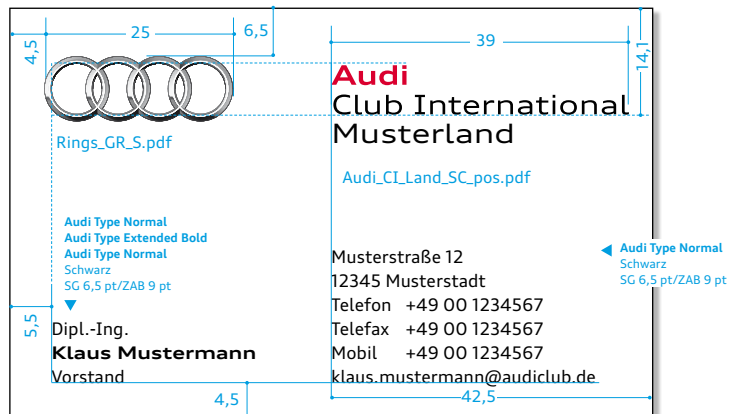 25
6,5
39
4,5
14,1
Audi
Club International
Musterland
Rings_GR_S.pdf
Audi_CI_Land_SC_pos.pdf
Audi Type Normal
Audi Type Extended Bold
Audi Type Normal
Schwarz
SG 6,5 pt/ZAB 9 pt
Musterstraße 12
12345 Musterstadt
Telefon +49 00 1234567
Telefax +49 00 1234567
Mobil +49 00 1234567
klaus.mustermann@audiclub.de
Audi Type Normal
Schwarz
SG 6,5 pt/ZAB 9 pt
5,5
Dipl.-Ing.
Klaus Mustermann
Vorstand
4,5
42,5